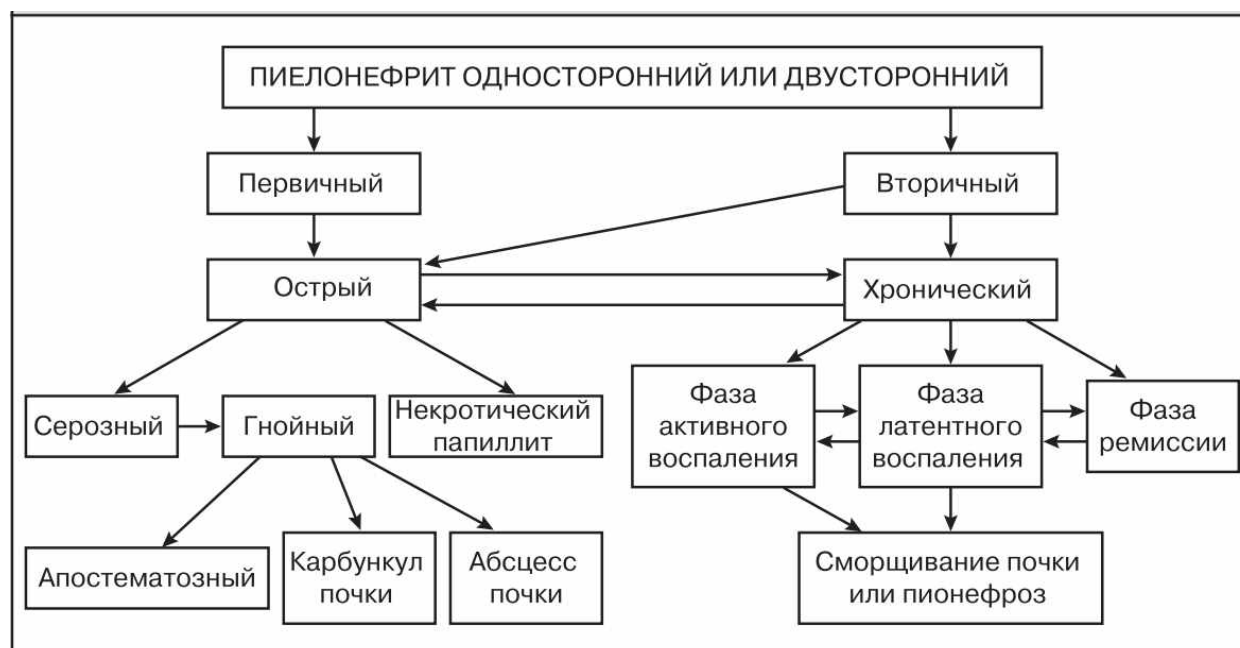 ПИЕЛОНЕФРИТ ОДНОСТОРОННИЙ ИЛИ ДВУСТОРОННИЙ
Первичный
Вторичный
Острый
Хронический
Серозный
Гнойный
Некротический
папиллит
Фаза
активного
воспаления
Фаза
латентного
воспаления
Фаза
ремиссии
Апостематозный
Карбункул
почки
Абсцесс
почки
Сморщивание почки
или пионефроз